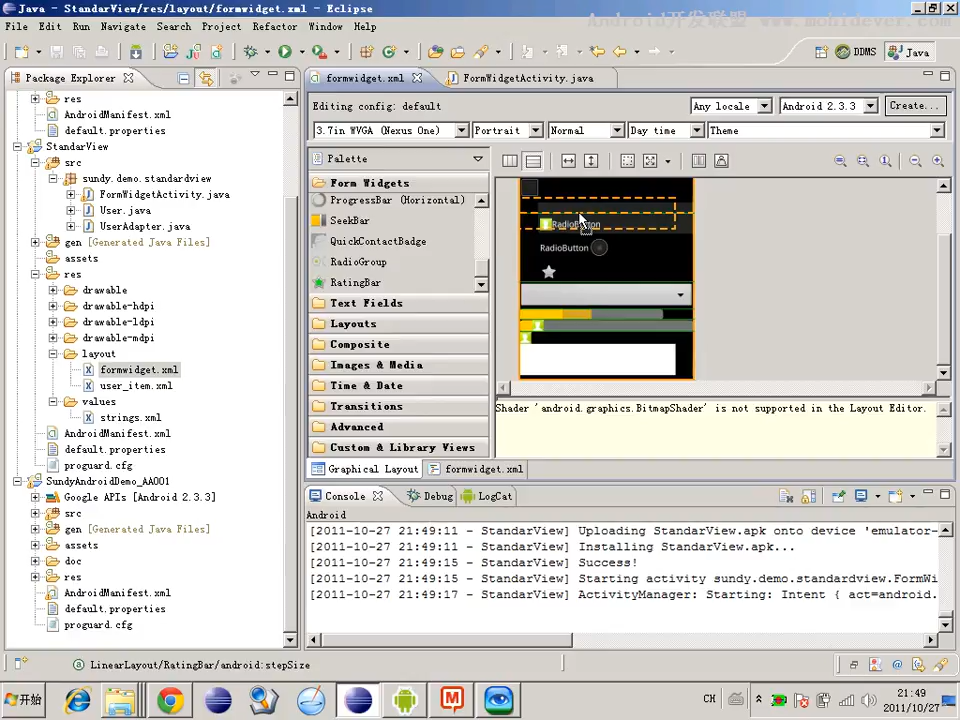 Java - StandarView/res/layout/formwidget.xml - Eclipse
Android开发联盟 www.mobidever.com
File Edit Run Navigate Search Project Refactor Window Help
DDMS
Java
Package Explorer
res
AndroidManifest.xml
default.properties
StandarView
src
sundy.demo.standardview
FormWidgetActivity.java
User.java
UserAdapter.java
gen [Generated Java Files]
assets
res
drawable
drawable-hdpi
drawable-ldpi
drawable-mdpi
layout
formwidget.xml
user_item.xml
values
strings.xml
AndroidManifest.xml
default.properties
proguard.cfg
SundyAndroidDemo_AA001
Google APIs [Android 2.3.3]
src
gen [Generated Java Files]
assets
doc
res
AndroidManifest.xml
default.properties
proguard.cfg
formwidget.xml
FormWidgetActivity.java
Editing config: default
Any locale
Android 2.3.3
Create...
3.7in WVGA (Nexus One)
Portrait
Normal
Day time
Theme
Palette
Form Widgets
ProgressBar (Horizontal)
SeekBar
QuickContactBadge
RadioGroup
RatingBar
Text Fields
Layouts
Composite
Images & Media
Time & Date
Transitions
Advanced
Custom & Library Views
RadioButton
RadioButton
Shader 'android.graphics.BitmapShader' is not supported in the Layout Editor.
Graphical Layout
formwidget.xml
Console
Debug
LogCat
Android
[2011-10-27 21:49:11 - StandarView] Uploading StandarView.apk onto device 'emulator-
[2011-10-27 21:49:11 - StandarView] Installing StandarView.apk...
[2011-10-27 21:49:15 - StandarView] Success!
[2011-10-27 21:49:15 - StandarView] Starting activity sundy.demo.standardview.FormWi
[2011-10-27 21:49:17 - StandarView] ActivityManager: Starting: Intent { act=android.
LinearLayout/RatingBar/android:stepSize
开始
CH
21:49
2011/10/27